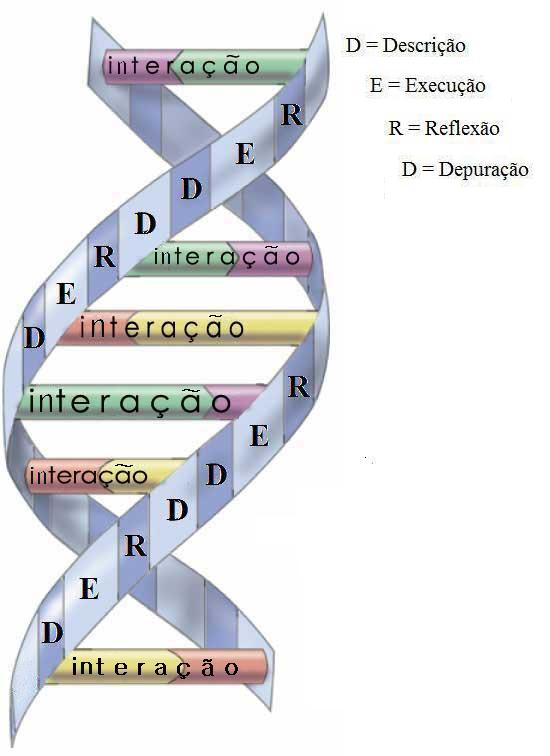 interação
D = Descrição
E = Execução
R = Reflexão
D = Depuração
R
E
D
D
R
E
D
interação
interação
interação
interação
R
E
D
D
R
E
D
interação